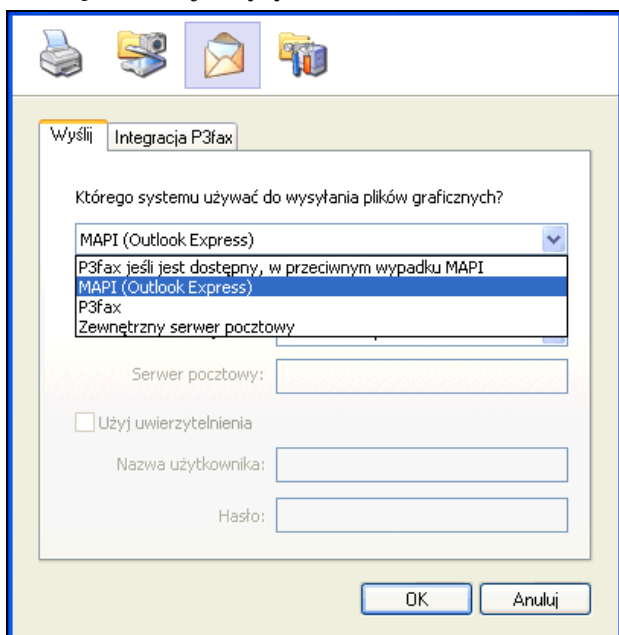 Wyślij
Integracja P3fax
Którego systemu używać do wysyłania plików graficznych?
MAPI (Outlook Express)
P3fax jeśli jest dostępny, w przeciwnym wypadku MAPI
MAPI (Outlook Express)
P3fax
Zewnętrzny serwer pocztowy
Serwer pocztowy:
Użyj uwierzytelnienia
Nazwa użytkownika:
Hasło:
OK
Anuluj